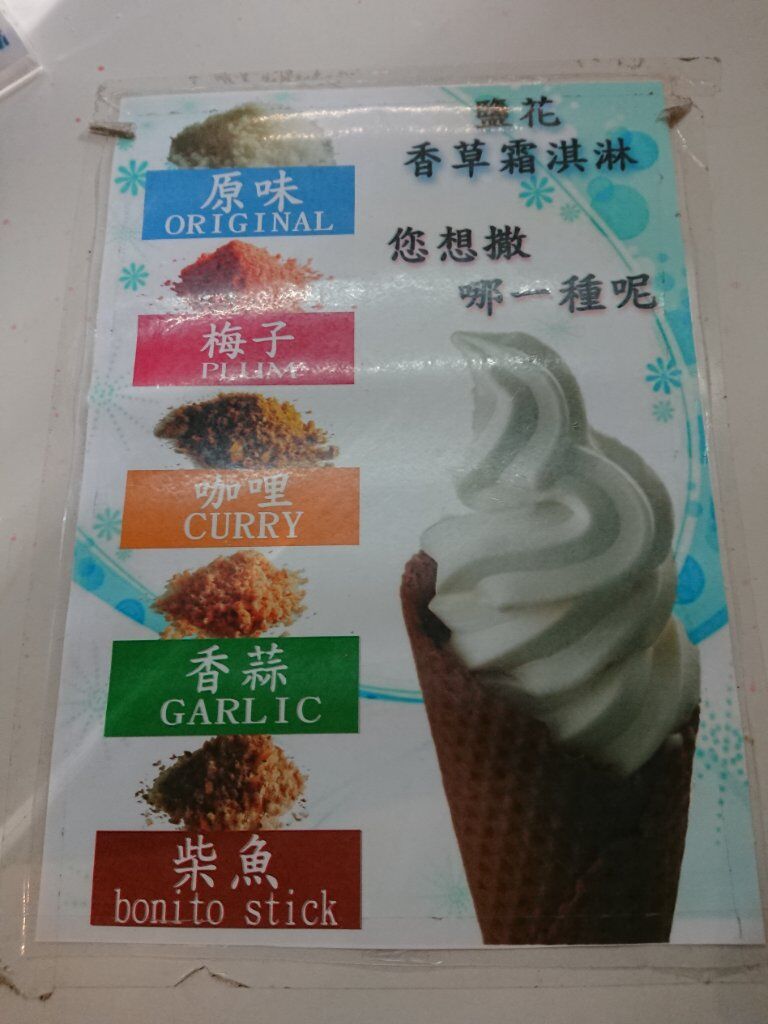 鹽花
香草霜淇淋
您想撒
哪一種呢
原味
ORIGINAL
梅子
PLUM
咖哩
CURRY
香蒜
GARLIC
柴魚
bonito stick